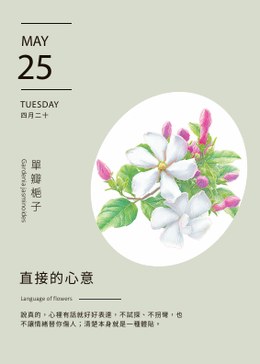 MAY
25
TUESDAY
四月二十
單瓣梔子
Gardenia jasminoides
直接的心意
Language of flowers
說真的，心裡有話就好好表達，不試探、不拐彎，也
不讓情緒替你傷人；清楚本身就是一種體貼。